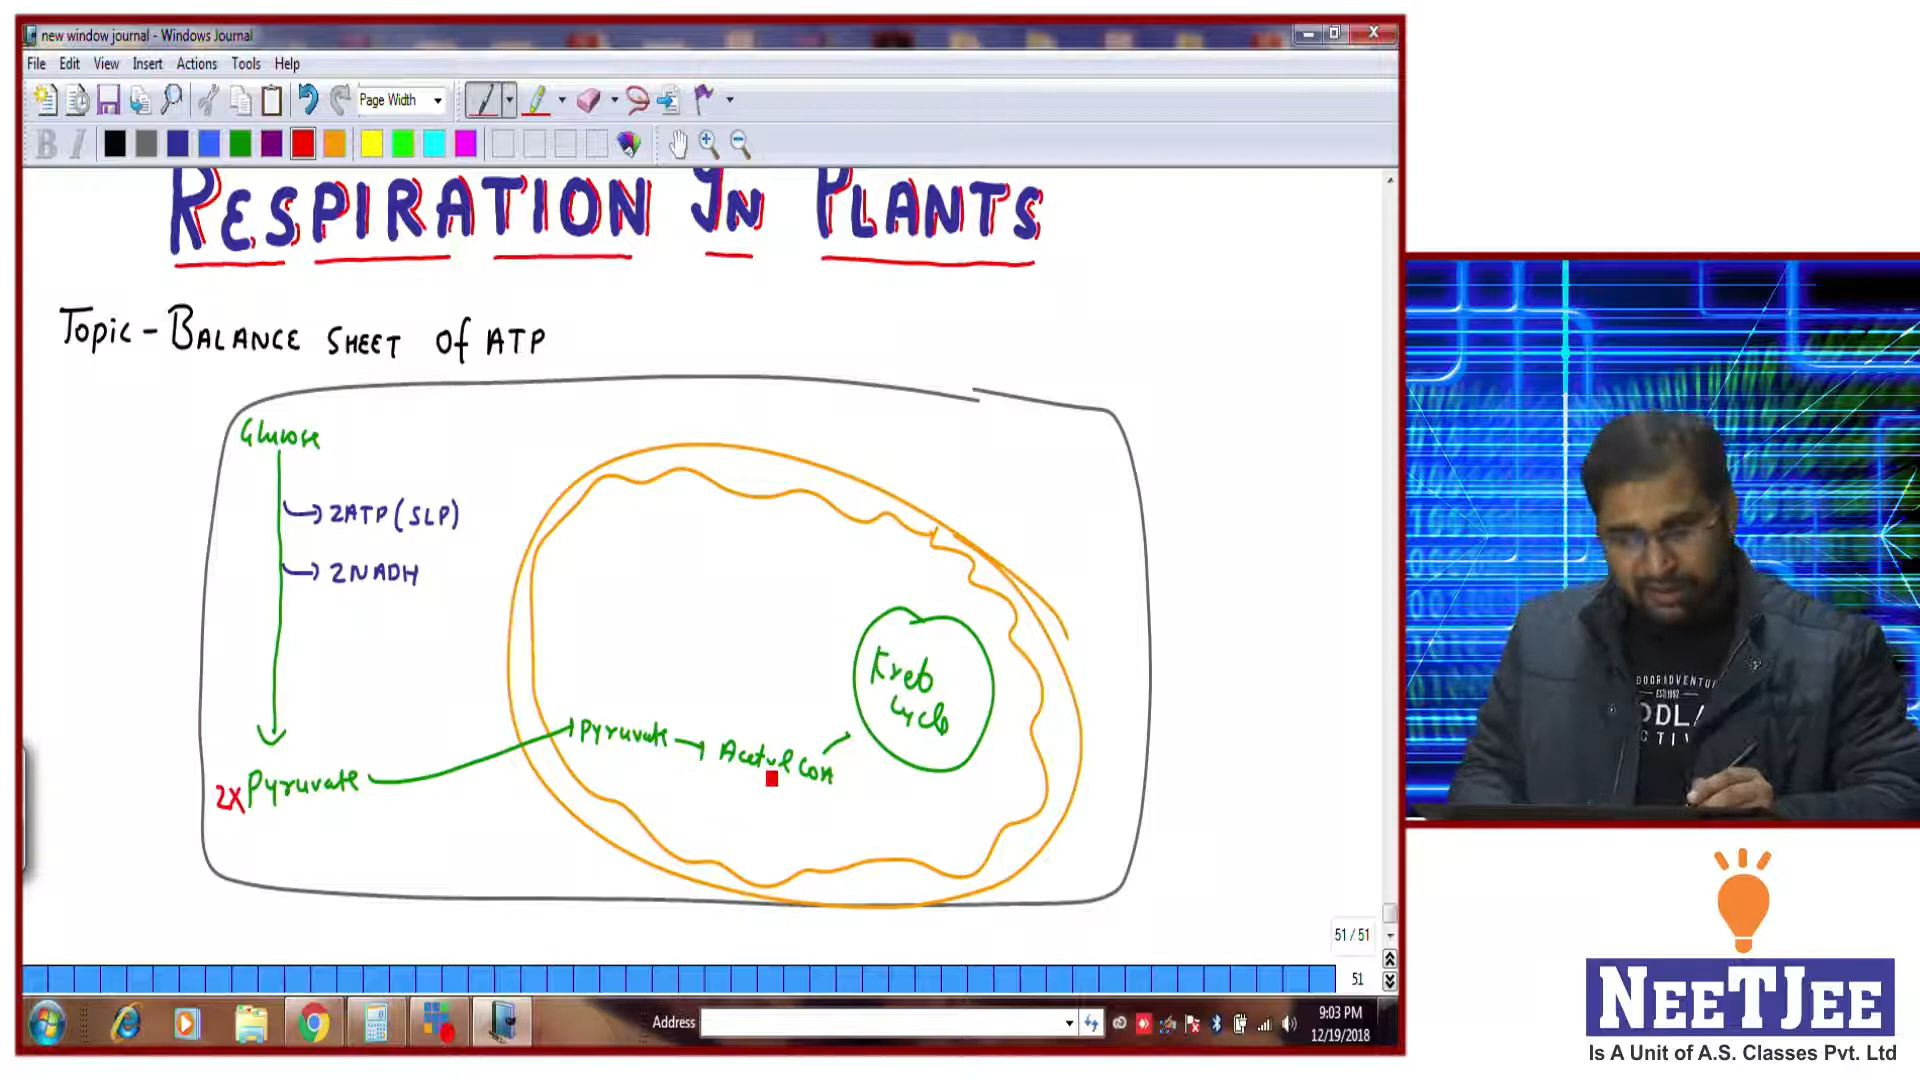 new window journal - Windows Journal
File Edit View Insert Actions Tools Help
Page Width
B I
RESPIRATION IN PLANTS
Topic - BALANCE SHEET Of ATP
Glucose
2ATP (SLP)
2NADH
Kreb
Cycle
Pyruvate
Acetyl CoA
2x Pyruvate
51 / 51
51
Address
9:03 PM
12/19/2018
OORADVENTU
NEETJEE
Is A Unit of A.S. Classes Pvt. Ltd